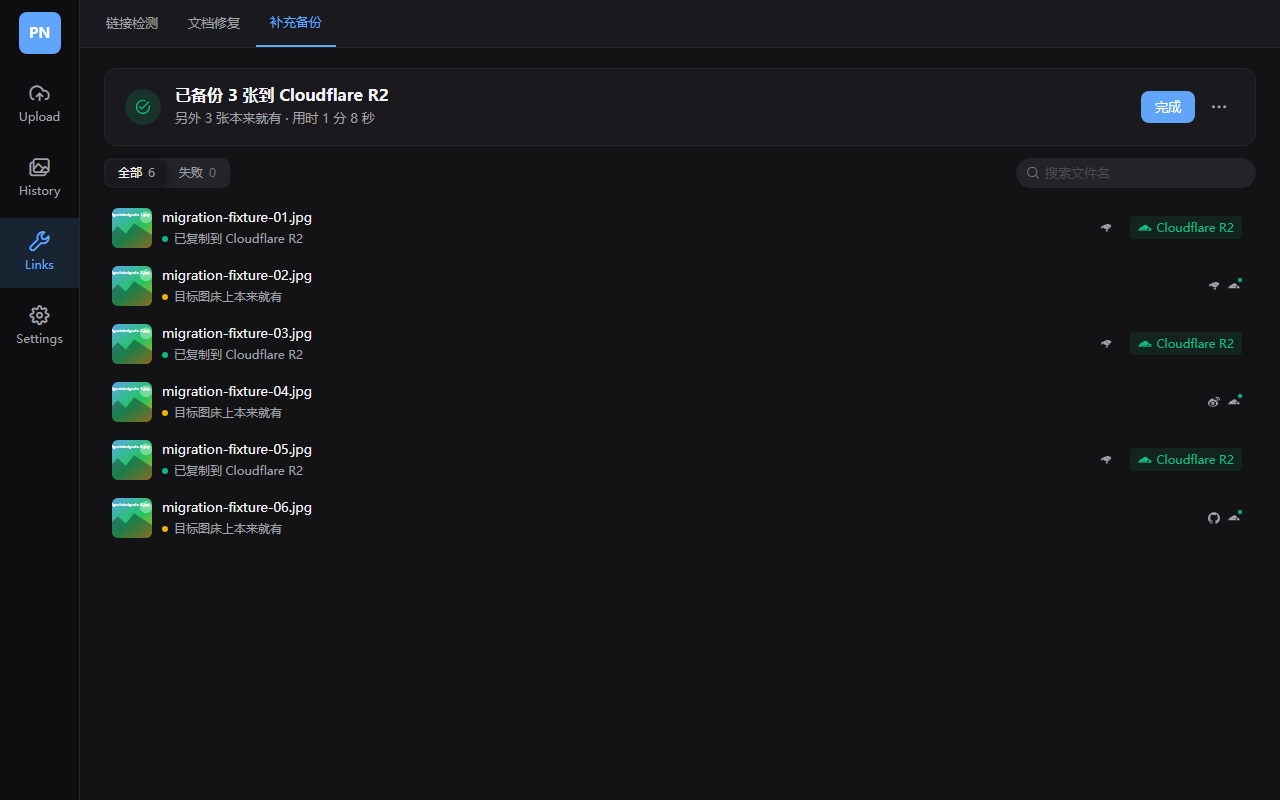 PN
Upload
History
Links
Settings
链接检测
文档修复
补充备份
已备份 3 张到 Cloudflare R2
另外 3 张本来就有 · 用时 1 分 8 秒
完成
全部 6
失败 0
搜索文件名
migration-fixture-01.jpg
已复制到 Cloudflare R2
Cloudflare R2
migration-fixture-02.jpg
目标图床上本来就有
migration-fixture-03.jpg
已复制到 Cloudflare R2
Cloudflare R2
migration-fixture-04.jpg
目标图床上本来就有
migration-fixture-05.jpg
已复制到 Cloudflare R2
Cloudflare R2
migration-fixture-06.jpg
目标图床上本来就有